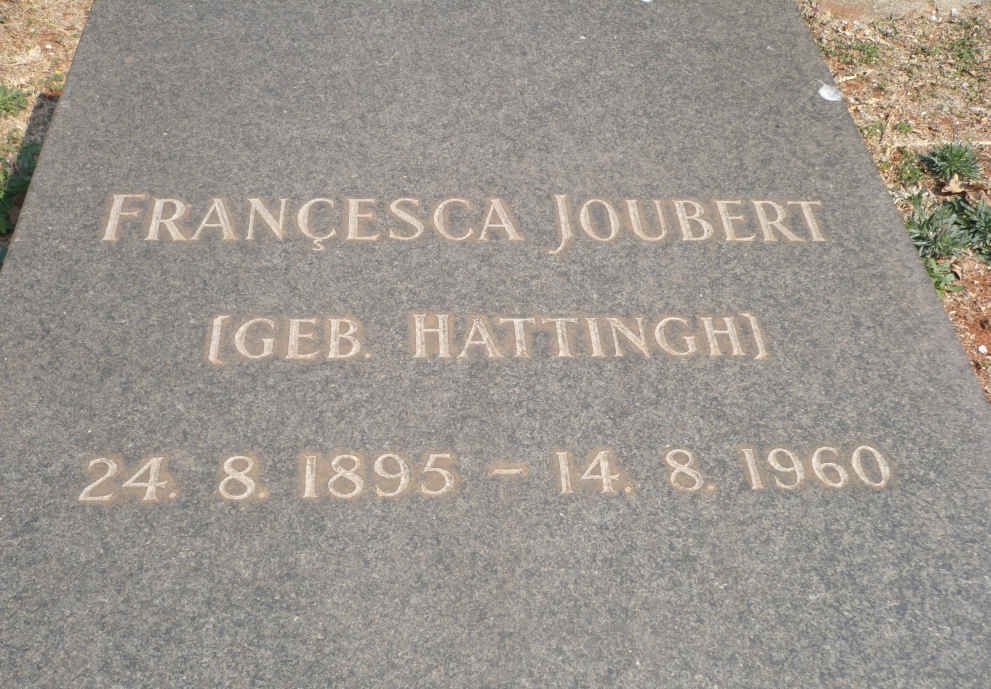 FRANÇESCA JOUBERT
[GEB. HATTINGH]
24. 8. 1895 – 14. 8. 1960